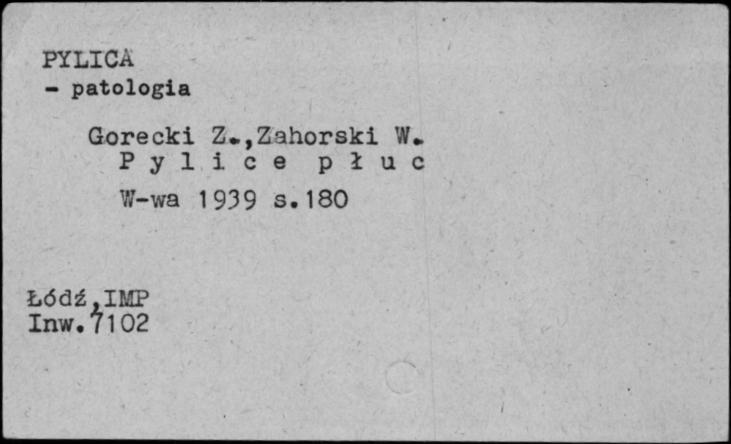 PYLICA
- patologia
Gorecki Z.,Zahorski W.
P y l i c e p ł u c
W-wa 1939 s.180
Łódź,IMP
Inw.7102